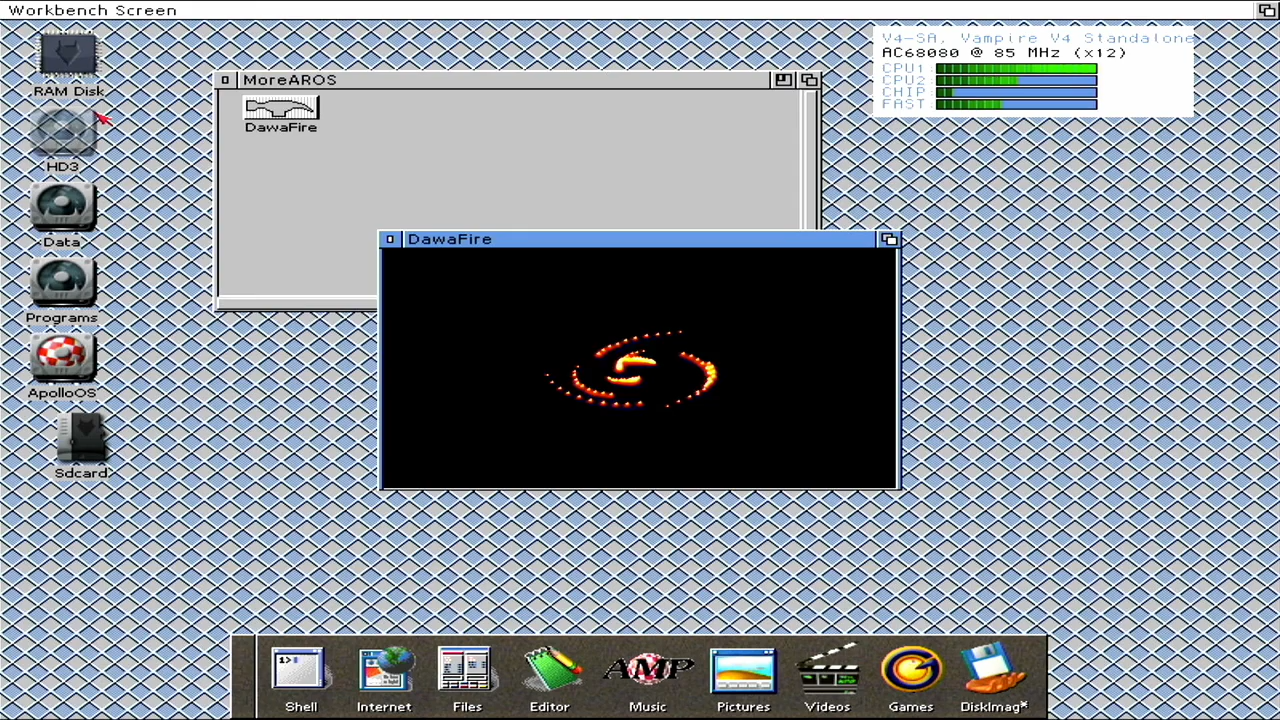 Workbench Screen
V4-SA, Vampire V4 Standalone
AC68080 @ 85 MHz (x12)
CPU1:
CPU2:
CHIP:
FAST:
RAM Disk
HD3
Data
Programs
ApolloOS
Sdcard
MoreAROS
DawaFire
DawaFire
1>
Shell
Internet
Files
Editor
AMP
Music
Pictures
Videos
Games
DiskImag*